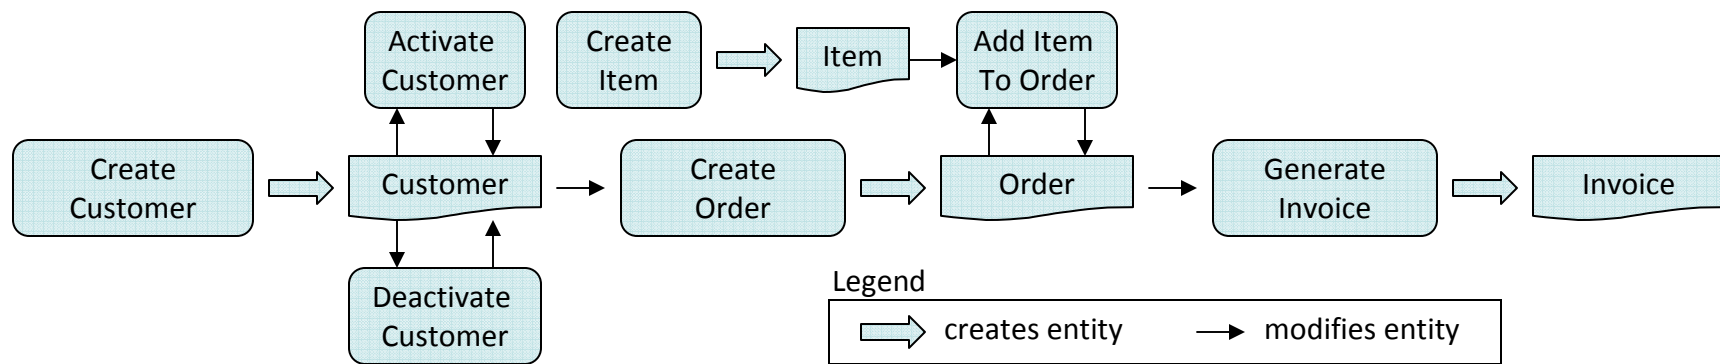 Activate
Customer
Create
Item
Item
Add Item
To Order
Create
Customer
Customer
Create
Order
Order
Generate
Invoice
Invoice
Deactivate
Customer
Legend
creates entity
modifies entity